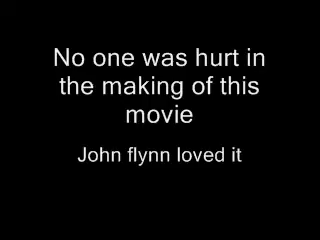 No one was hurt in
the making of this
movie
John flynn loved it